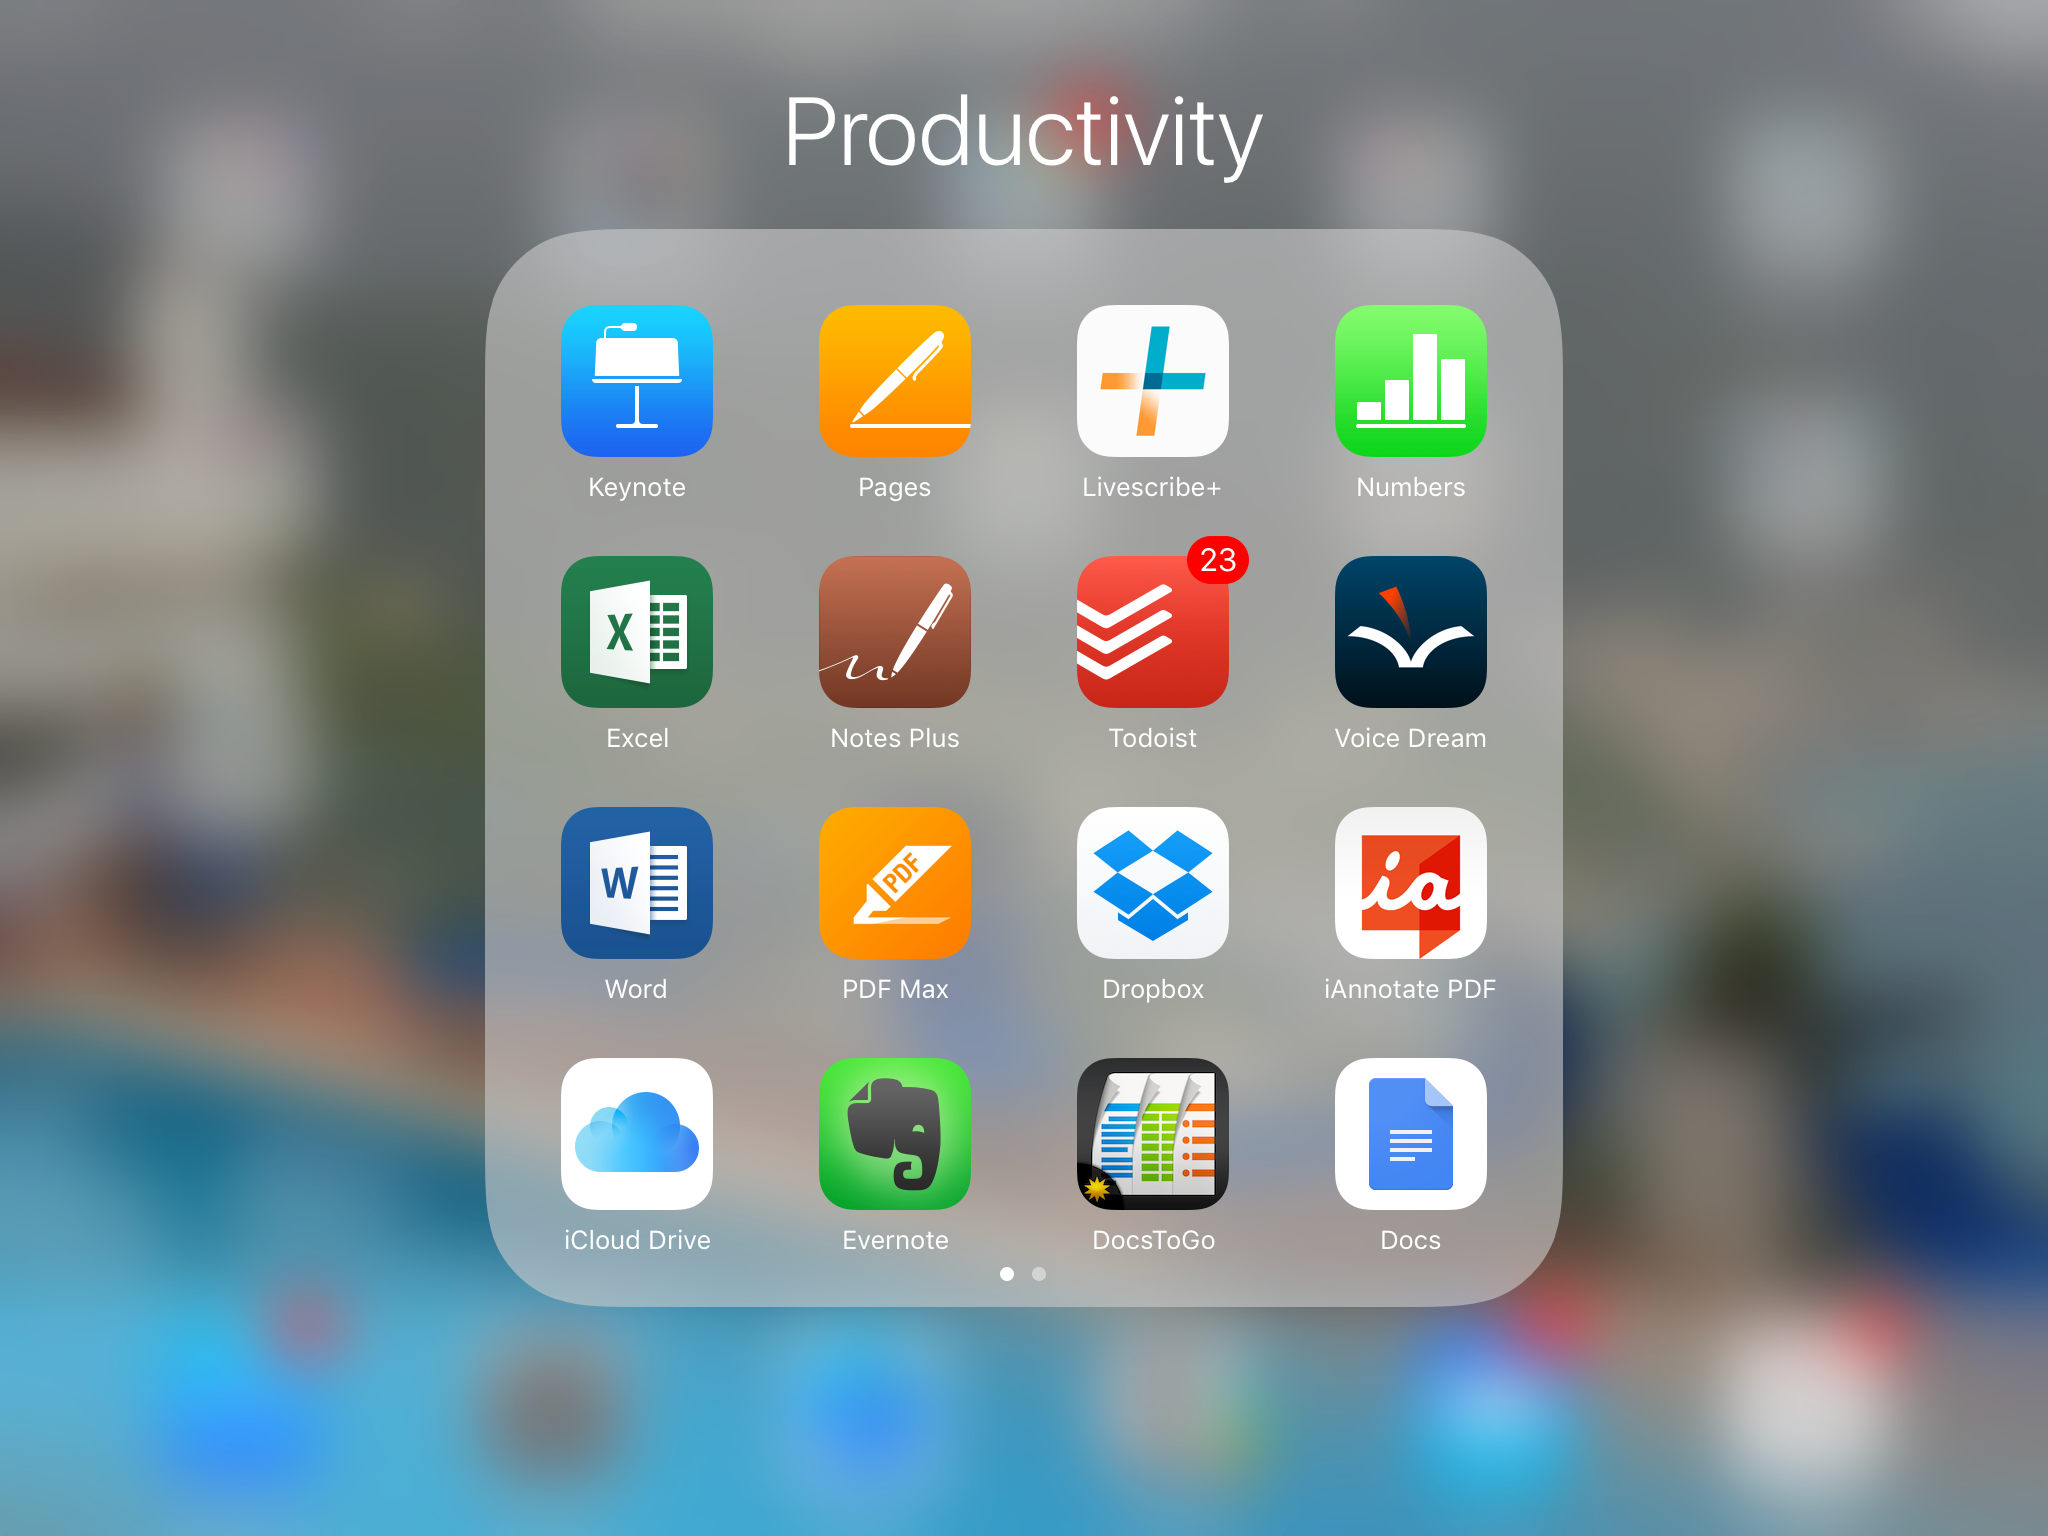 Productivity
Keynote
Pages
Livescribe+
Numbers
23
X
Excel
Notes Plus
Todoist
Voice Dream
W
PDF
ia
Word
PDF Max
Dropbox
iAnnotate PDF
iCloud Drive
Evernote
DocsToGo
Docs